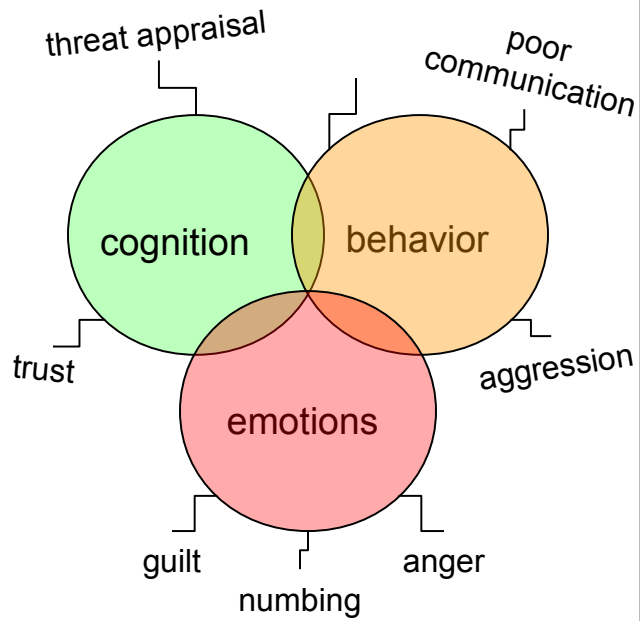 threat appraisal
poor
communication
cognition
behavior
trust
aggression
emotions
guilt
anger
numbing